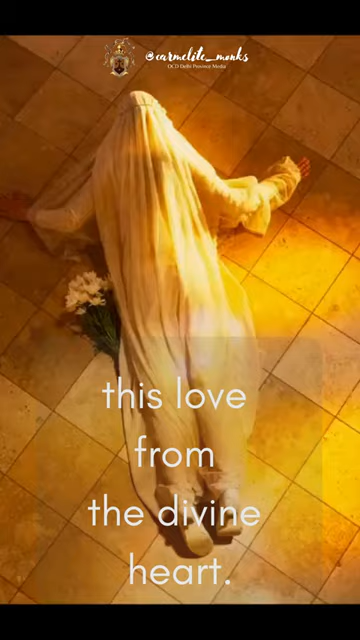 @carmelite_monks
OCD Delhi Province Media
this love
from
the divine
heart.